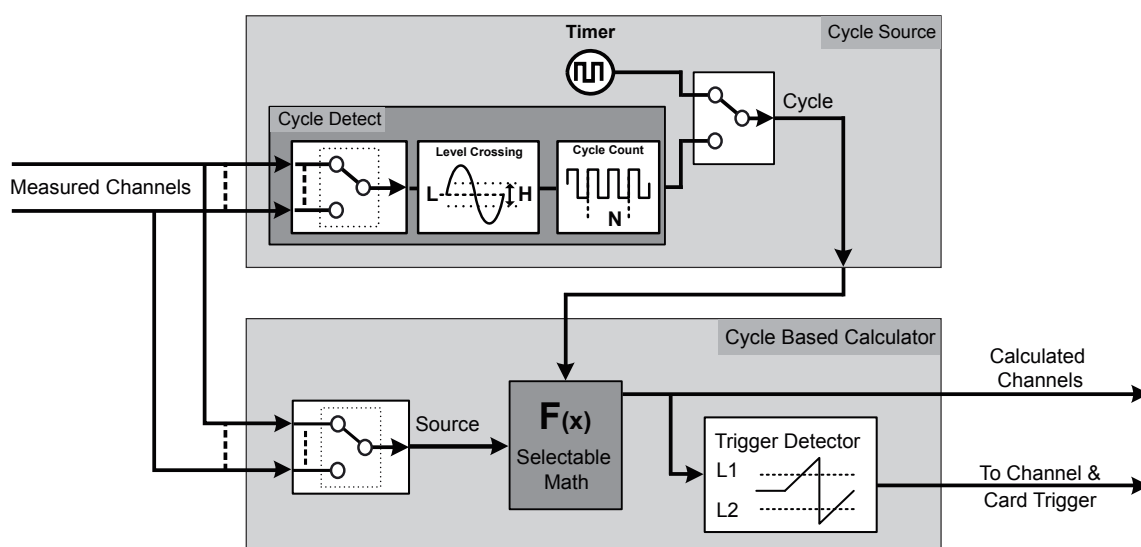 Cycle Source
Timer
Cycle
Cycle Detect
Level Crossing
L
H
Cycle Count
N
Measured Channels
Cycle Based Calculator
Source
F(x)
Selectable
Math
Trigger Detector
L1
L2
Calculated
Channels
To Channel &
Card Trigger